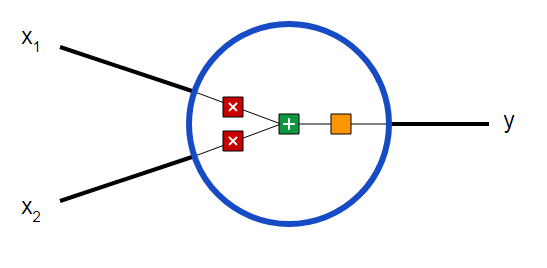 x₁
×
+
×
y
x₂